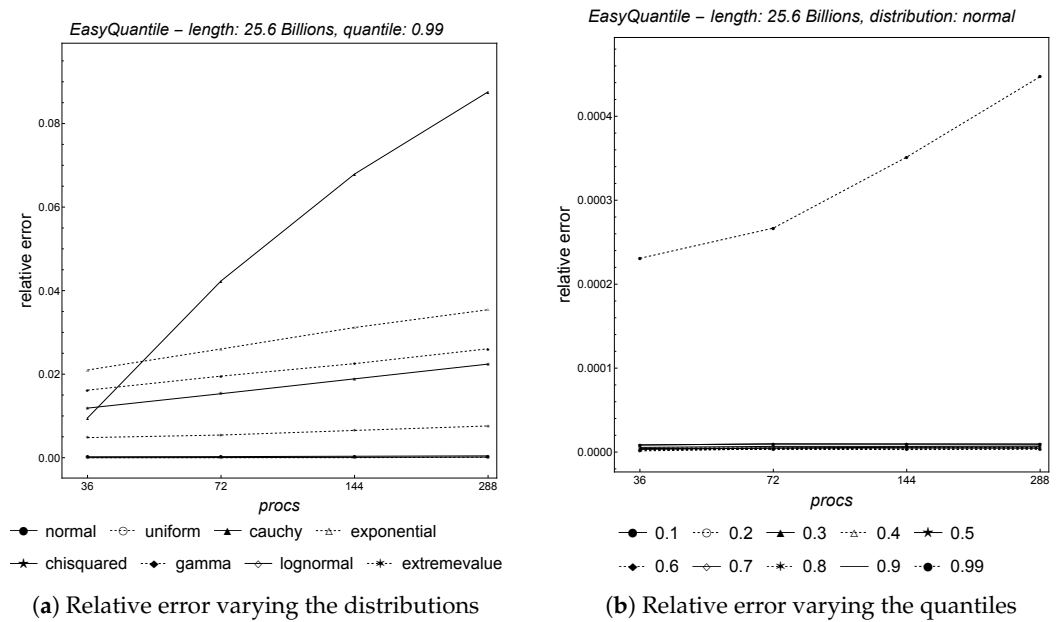 EasyQuantile – length: 25.6 Billions, quantile: 0.99
0.08
0.06
0.04
0.02
0.00
relative error
36 72 144 288
procs
normal uniform cauchy exponential
chisquared gamma lognormal extremevalue
(a) Relative error varying the distributions
EasyQuantile – length: 25.6 Billions, distribution: normal
0.0004
0.0003
0.0002
0.0001
0.0000
relative error
36 72 144 288
procs
0.1 0.2 0.3 0.4 0.5
0.6 0.7 0.8 0.9 0.99
(b) Relative error varying the quantiles